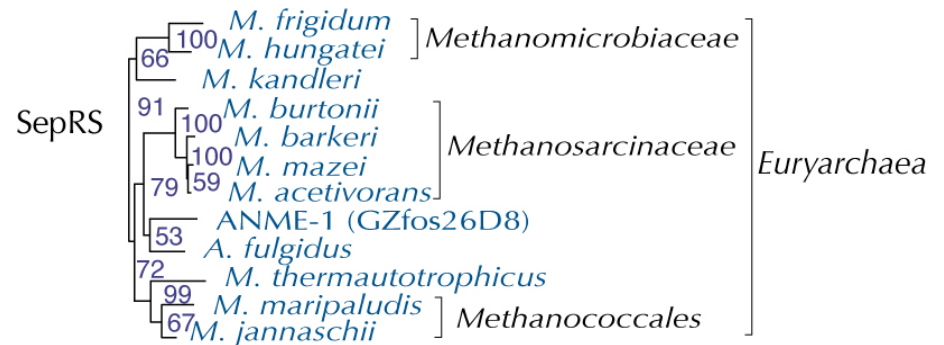 M. frigidum
100
M. hungatei
Methanomicrobiaceae
66
M. kandleri
91
M. burtonii
SepRS
100
M. barkeri
Methanosarcinaceae
100
M. mazei
Euryarchaea
79
59
M. acetivorans
ANME-1 (GZfos26D8)
53
A. fulgidus
72
M. thermautotrophicus
99
M. maripaludis
Methanococcales
67
M. jannaschii